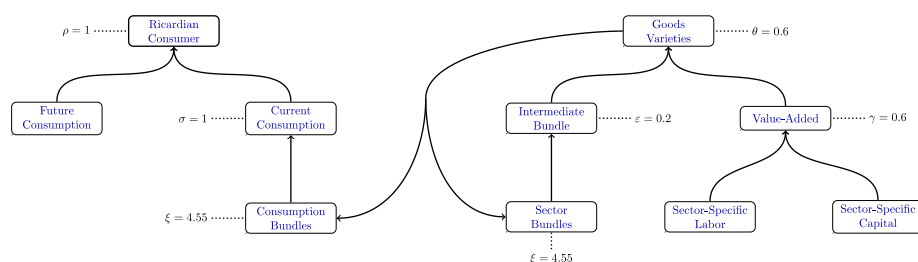 ρ = 1
Ricardian
Consumer
Goods
Varieties
θ = 0.6
Future
Consumption
σ = 1
Current
Consumption
Intermediate
Bundle
ε = 0.2
Value-Added
γ = 0.6
ξ = 4.55
Consumption
Bundles
Sector
Bundles
Sector-Specific
Labor
Sector-Specific
Capital
ξ = 4.55